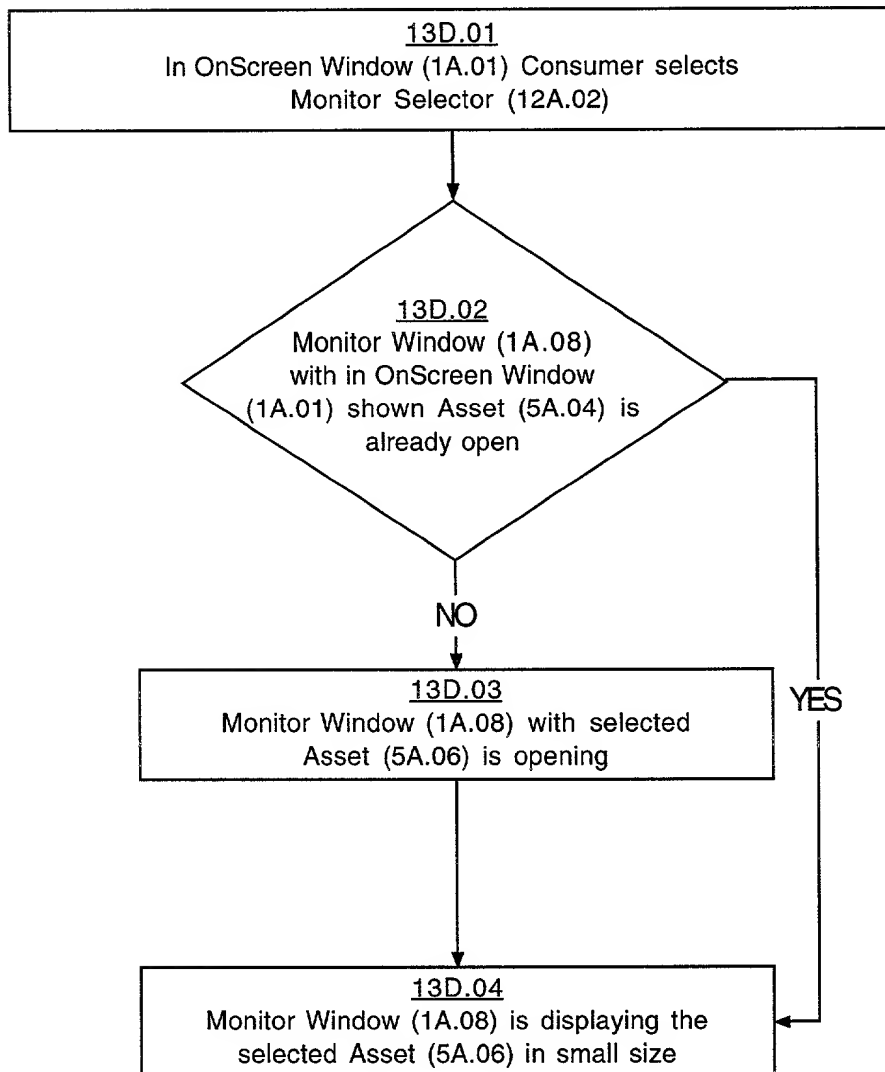 13D.01
In OnScreen Window (1A.01) Consumer selects
Monitor Selector (12A.02)
13D.02
Monitor Window (1A.08)
with in OnScreen Window
(1A.01) shown Asset (5A.04) is
already open
NO
YES
13D.03
Monitor Window (1A.08) with selected
Asset (5A.06) is opening
13D.04
Monitor Window (1A.08) is displaying the
selected Asset (5A.06) in small size